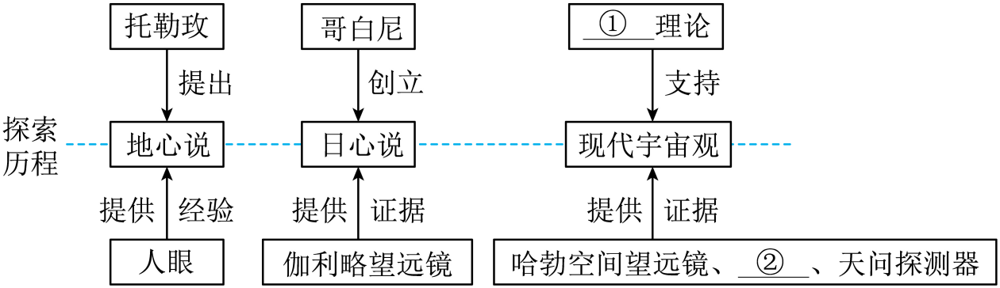 托勒玫
哥白尼
①理论
提出
创立
支持
探索
历程
地心说
日心说
现代宇宙观
提供 经验
提供 证据
提供 证据
人眼
伽利略望远镜
哈勃空间望远镜、②、天问探测器